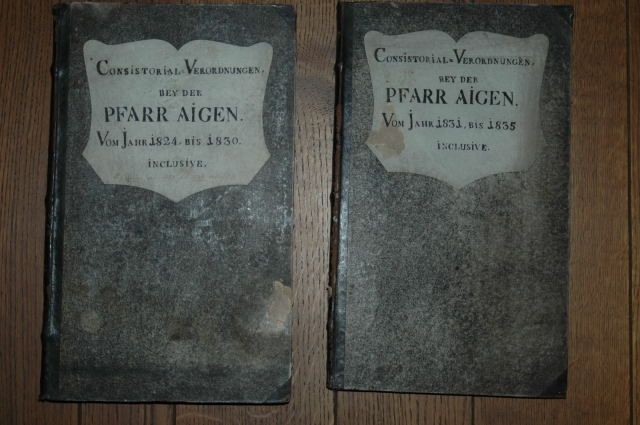 Consistorial=Verordnungen,
bey der
Pfarr Aigen.
Vom Jahr 1824. bis 1830.
inclusive.
Consistorial=Verordnungen,
bey der
Pfarr Aigen.
Vom Jahr 1831. bis 1835
inclusive.